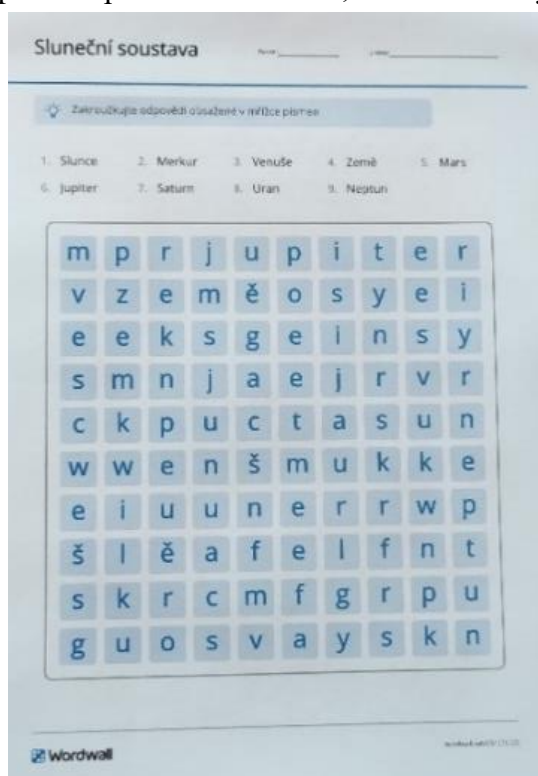 Sluneční soustava
Zakroužkujte odpovědi obsažené v mřížce písmen
1. Slunce 2. Merkur 3. Venuše 4. Země 5. Mars
6. Jupiter 7. Saturn 8. Uran 9. Neptun
m p r j u p i t e r
v z e m ě o s y e i
e e k s g e i n s y
s m n j a e j r v r
c k p u c t a s u n
w w e n š m u k k e
e i u u n e r r w p
š l ě a f e l f n t
s k r c m f g r p u
g u o s v a y s k n
Wordwall